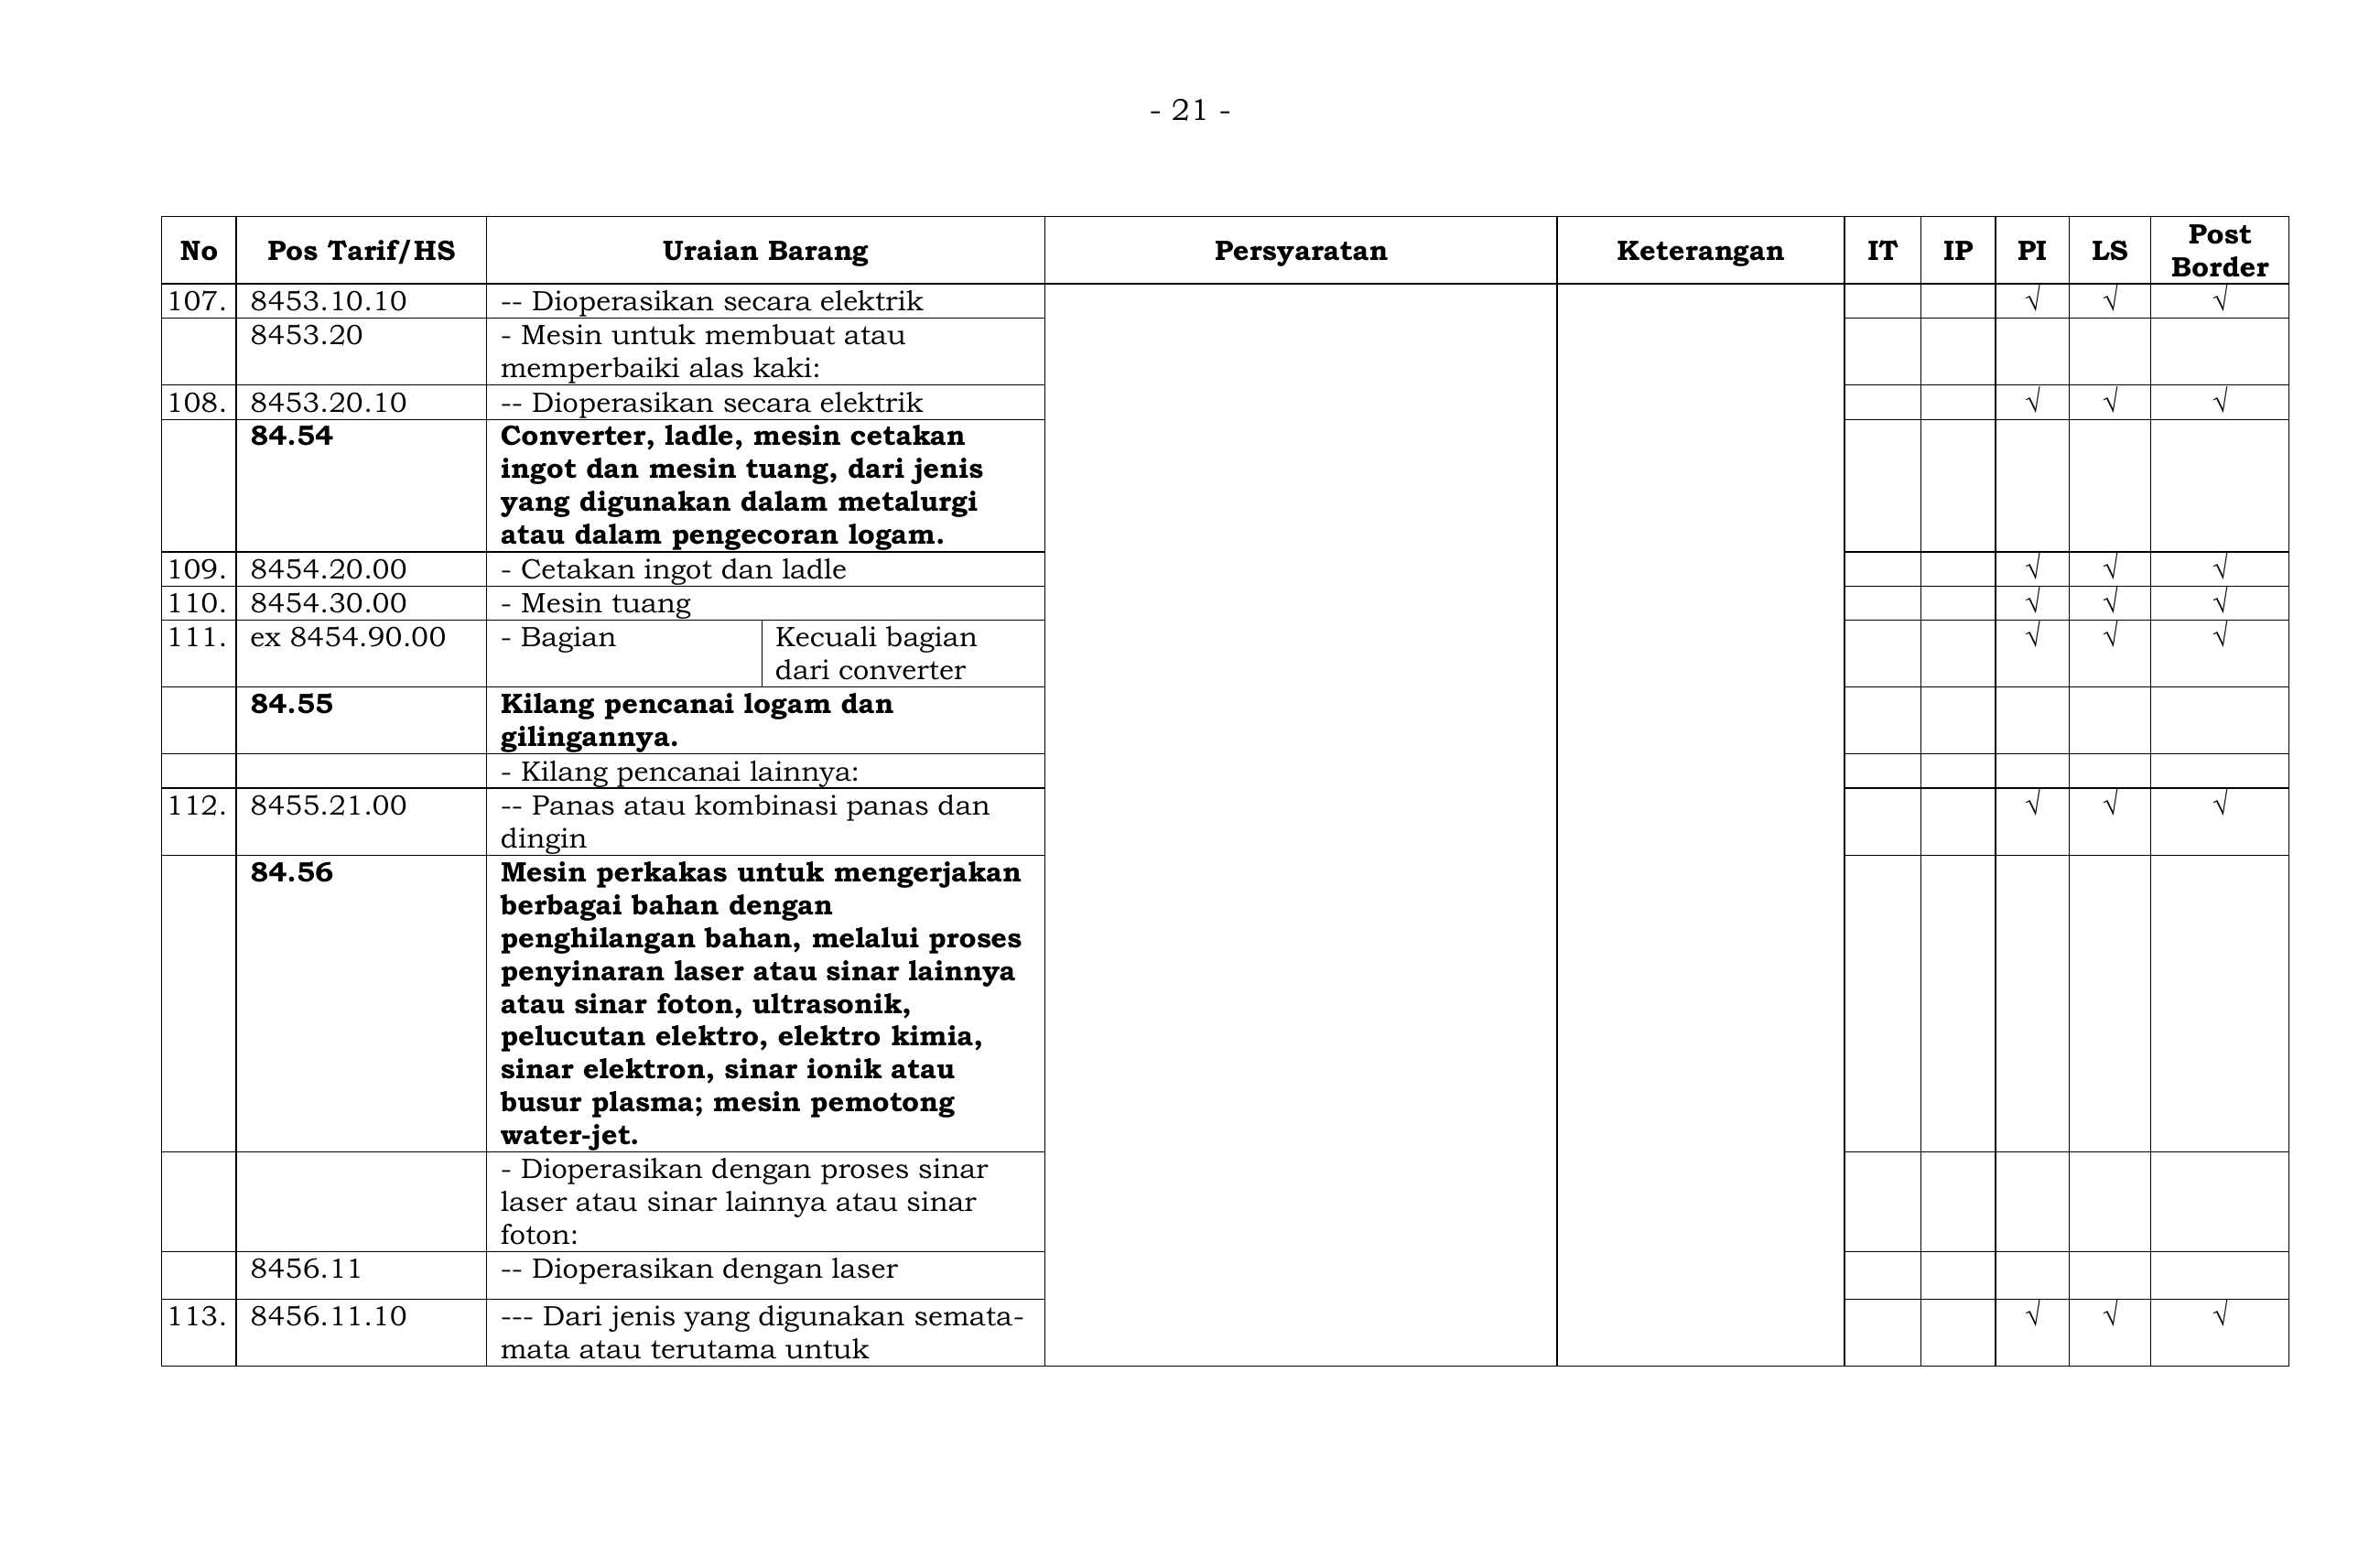 - 21 -
No Pos Tarif/HS Uraian Barang Persyaratan Keterangan IT IP PI LS Post Border
107. 8453.10.10 -- Dioperasikan secara elektrik √ √ √
8453.20 - Mesin untuk membuat atau
memperbaiki alas kaki:
108. 8453.20.10 -- Dioperasikan secara elektrik √ √ √
84.54 Converter, ladle, mesin cetakan
ingot dan mesin tuang, dari jenis
yang digunakan dalam metalurgi
atau dalam pengecoran logam.
109. 8454.20.00 - Cetakan ingot dan ladle √ √ √
110. 8454.30.00 - Mesin tuang √ √ √
111. ex 8454.90.00 - Bagian Kecuali bagian √ √ √
dari converter
84.55 Kilang pencanai logam dan
gilingannya.
- Kilang pencanai lainnya:
112. 8455.21.00 -- Panas atau kombinasi panas dan √ √ √
dingin
84.56 Mesin perkakas untuk mengerjakan
berbagai bahan dengan
penghilangan bahan, melalui proses
penyinaran laser atau sinar lainnya
atau sinar foton, ultrasonik,
pelucutan elektro, elektro kimia,
sinar elektron, sinar ionik atau
busur plasma; mesin pemotong
water-jet.
- Dioperasikan dengan proses sinar
laser atau sinar lainnya atau sinar
foton:
8456.11 -- Dioperasikan dengan laser
113. 8456.11.10 --- Dari jenis yang digunakan semata- √ √ √
mata atau terutama untuk